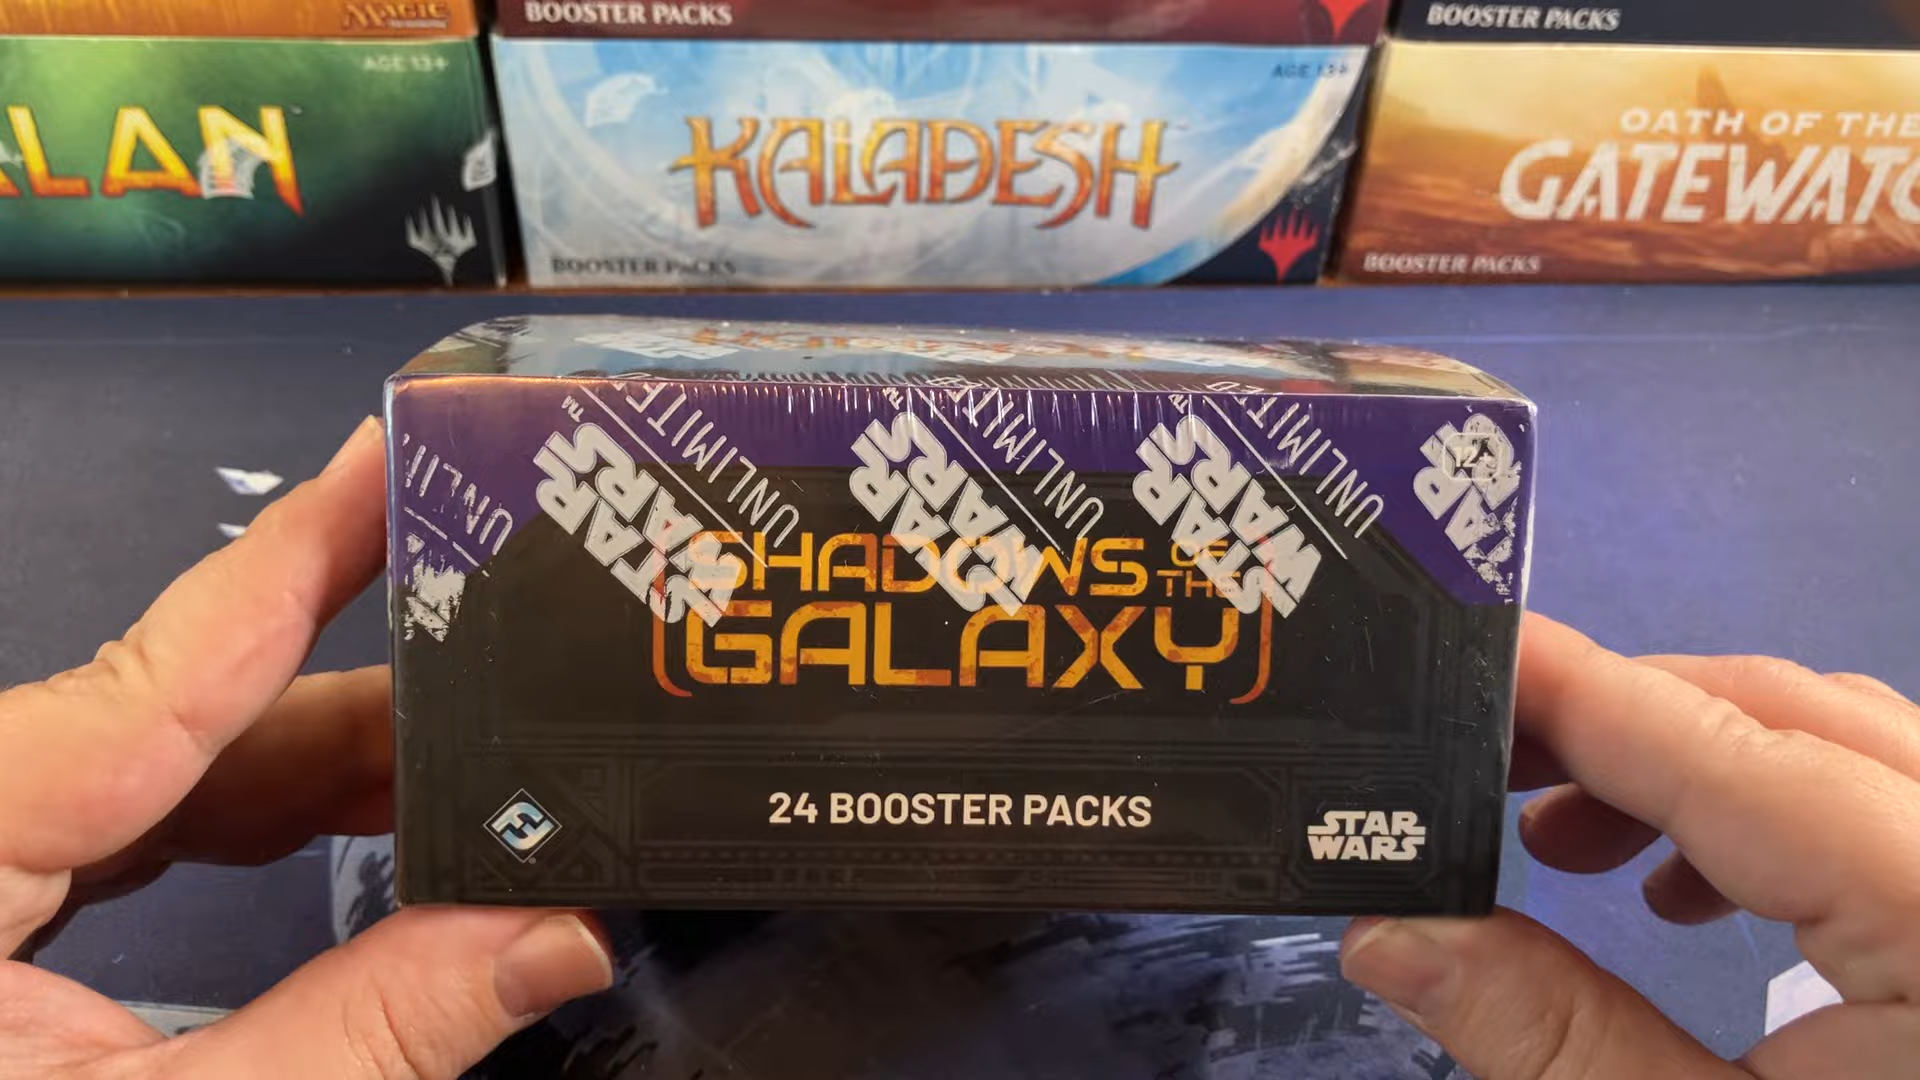 MAGIC
BOOSTER PACKS
BOOSTER PACKS
AGE 13+
ALAN
AGE 13+
KALADESH
BOOSTER PACKS
OATH OF THE
GATEWATC
BOOSTER PACKS
UNLIMITED
STAR WARS
UNLIMITED
STAR WARS
UNLIMITED
STAR WARS
12+
SHADOWS OF THE
GALAXY
24 BOOSTER PACKS
STAR
WARS